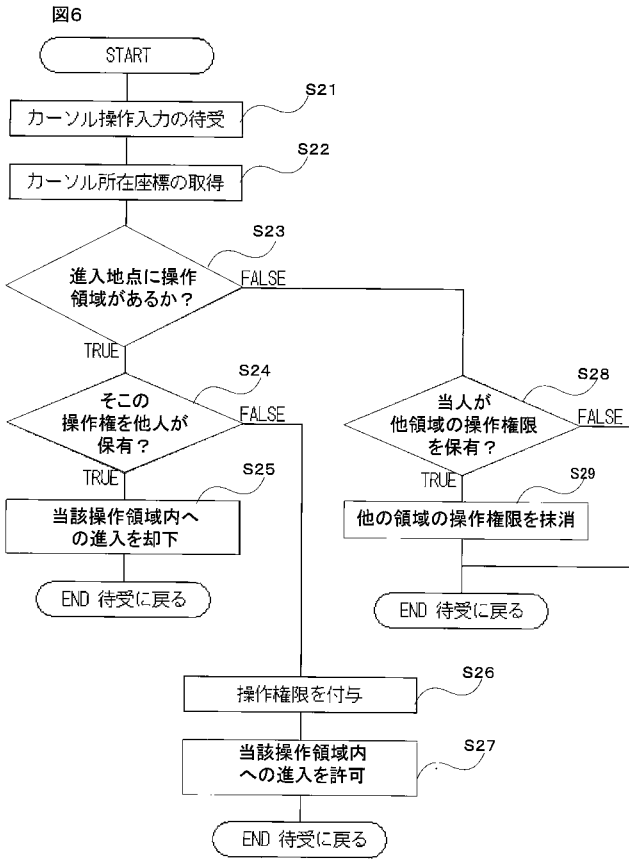 図6
START
S21
カーソル操作入力の待受
S22
カーソル所在座標の取得
S23
進入地点に操作
領域があるか？
FALSE
TRUE
S24
そこの
操作権を他人が
保有？
FALSE
TRUE
S25
当該操作領域内へ
の進入を却下
END 待受に戻る
S28
当人が
他領域の操作権限
を保有？
FALSE
TRUE
S29
他の領域の操作権限を抹消
END 待受に戻る
S26
操作権限を付与
S27
当該操作領域内
への進入を許可
END 待受に戻る